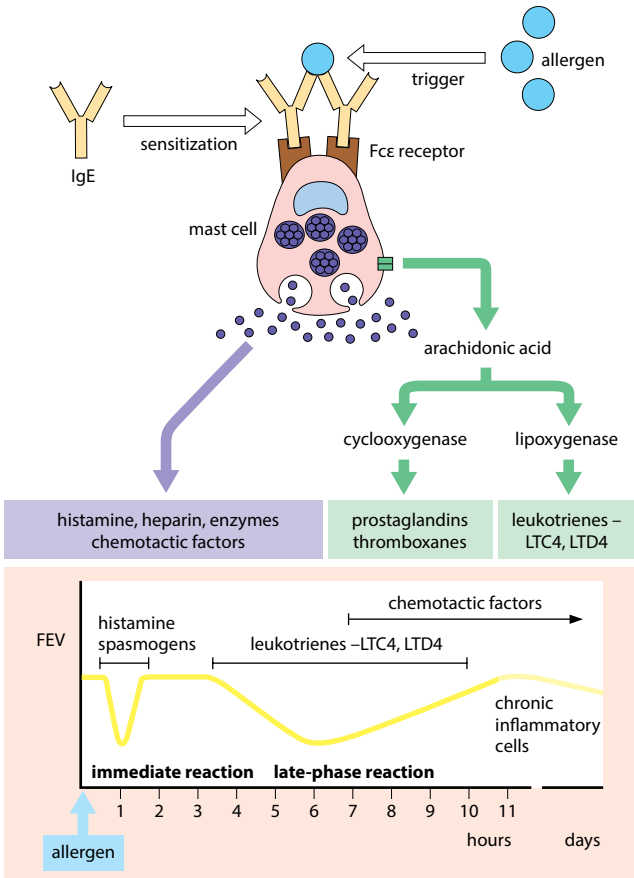 allergen
trigger
IgE
sensitization
Fcε receptor
mast cell
arachidonic acid
cyclooxygenase
lipoxygenase
histamine, heparin, enzymes
chemotactic factors
prostaglandins
thromboxanes
leukotrienes –
LTC4, LTD4
FEV
histamine
spasmogens
chemotactic factors
leukotrienes –LTC4, LTD4
chronic
inflammatory
cells
immediate reaction
late-phase reaction
1 2 3 4 5 6 7 8 9 10 11
hours
days
allergen